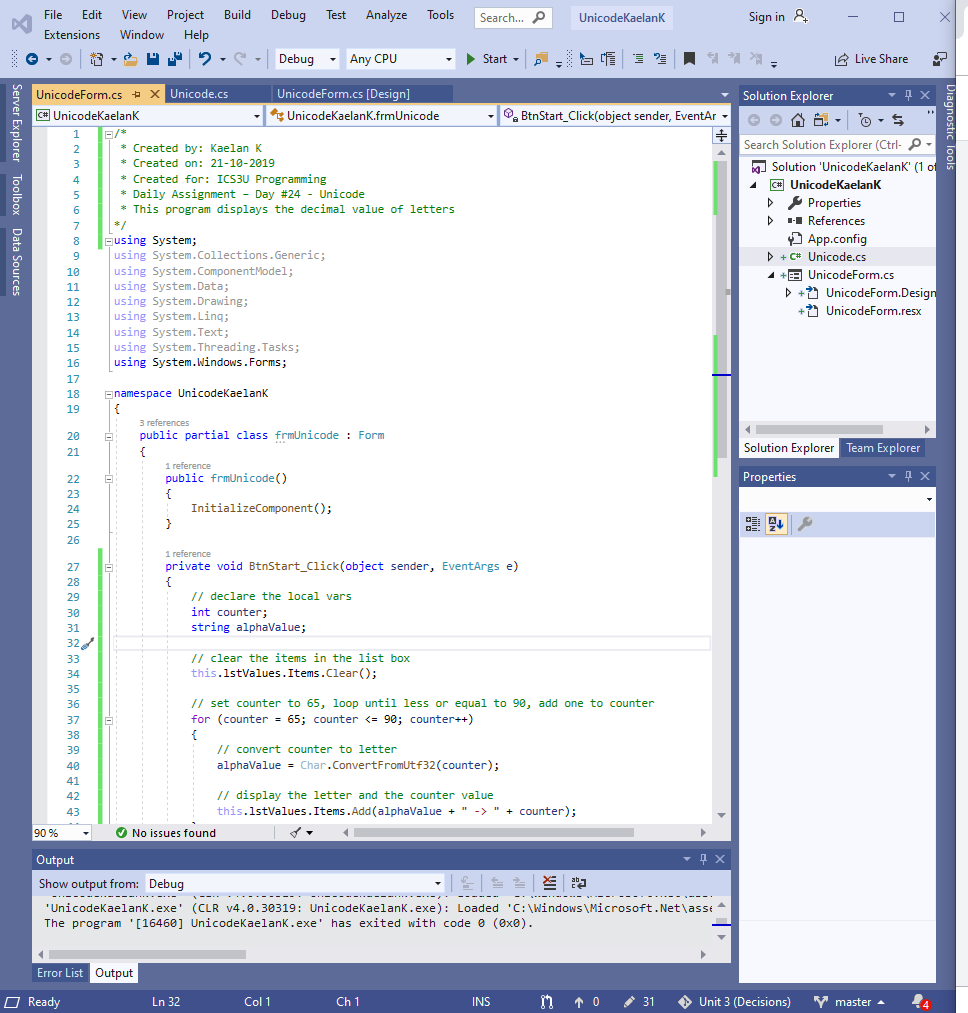 File Edit View Project Build Debug Test Analyze Tools Search... UnicodeKaelanK Sign in
Extensions Window Help
Debug Any CPU Start Live Share
Server Explorer
Toolbox
Data Sources
UnicodeForm.cs Unicode.cs UnicodeForm.cs [Design]
C# UnicodeKaelanK UnicodeKaelanK.frmUnicode BtnStart_Click(object sender, EventAr
1 /*
2 * Created by: Kaelan K
3 * Created on: 21-10-2019
4 * Created for: ICS3U Programming
5 * Daily Assignment – Day #24 - Unicode
6 * This program displays the decimal value of letters
7 */
8 using System;
9 using System.Collections.Generic;
10 using System.ComponentModel;
11 using System.Data;
12 using System.Drawing;
13 using System.Linq;
14 using System.Text;
15 using System.Threading.Tasks;
16 using System.Windows.Forms;
17
18 namespace UnicodeKaelanK
19 {
3 references
20 public partial class frmUnicode : Form
21 {
1 reference
22 public frmUnicode()
23 {
24 InitializeComponent();
25 }
26
1 reference
27 private void BtnStart_Click(object sender, EventArgs e)
28 {
29 // declare the local vars
30 int counter;
31 string alphaValue;
32
33 // clear the items in the list box
34 this.lstValues.Items.Clear();
35
36 // set counter to 65, loop until less or equal to 90, add one to counter
37 for (counter = 65; counter <= 90; counter++)
38 {
39 // convert counter to letter
40 alphaValue = Char.ConvertFromUtf32(counter);
41
42 // display the letter and the counter value
43 this.lstValues.Items.Add(alphaValue + " -> " + counter);
90 % No issues found
Output
Show output from: Debug
'UnicodeKaelanK.exe' (CLR v4.0.30319: UnicodeKaelanK.exe): Loaded 'C:\Windows\Microsoft.Net\asse
The program '[16460] UnicodeKaelanK.exe' has exited with code 0 (0x0).
Error List Output
Solution Explorer
Search Solution Explorer (Ctrl-
Solution 'UnicodeKaelanK' (1 of
C# UnicodeKaelanK
Properties
References
App.config
C# Unicode.cs
UnicodeForm.cs
UnicodeForm.Design
UnicodeForm.resx
Solution Explorer Team Explorer
Properties
Diagnostic Tools
Ready Ln 32 Col 1 Ch 1 INS 0 31 Unit 3 (Decisions) master 4